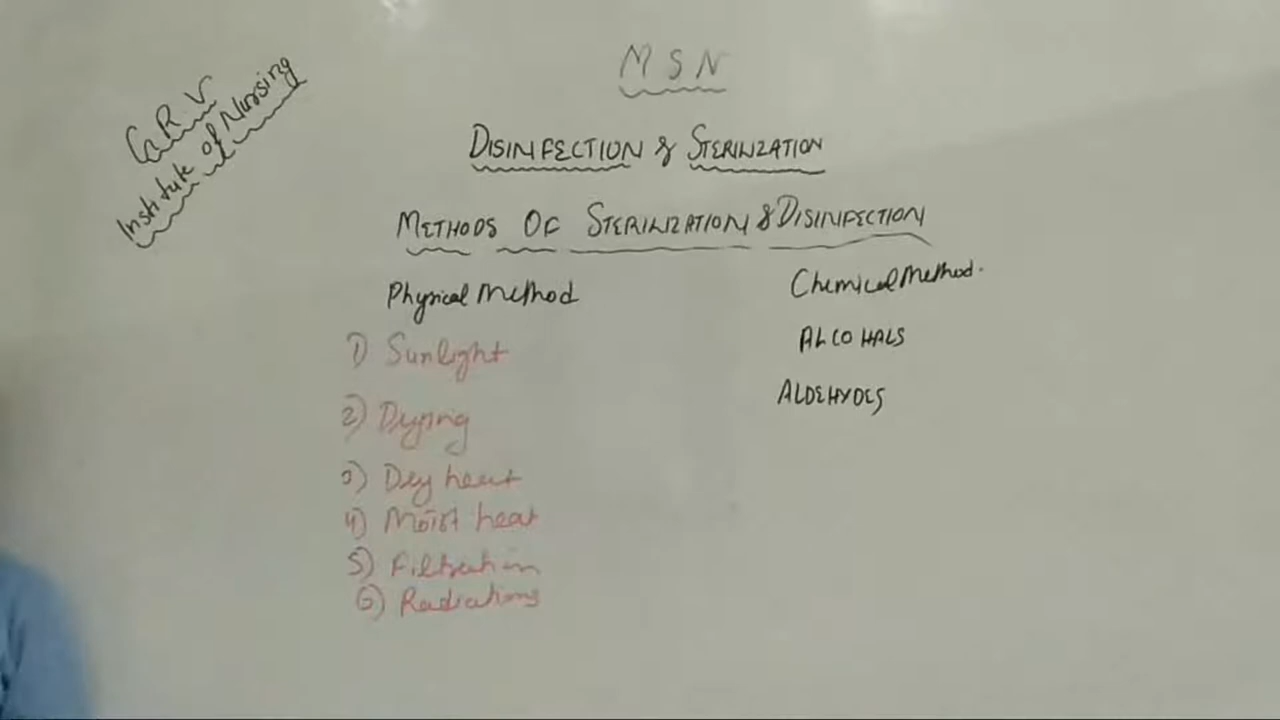 MSN
GRV
Institute of Nursing
DISINFECTION & STERILIZATION
METHODS OF STERILIZATION & DISINFECTION
Physical Method
1) Sunlight
2) Drying
3) Dry heat
4) Moist heat
5) Filtration
6) Radiations
Chemical Method.
ALCOHALS
ALDEHYDES